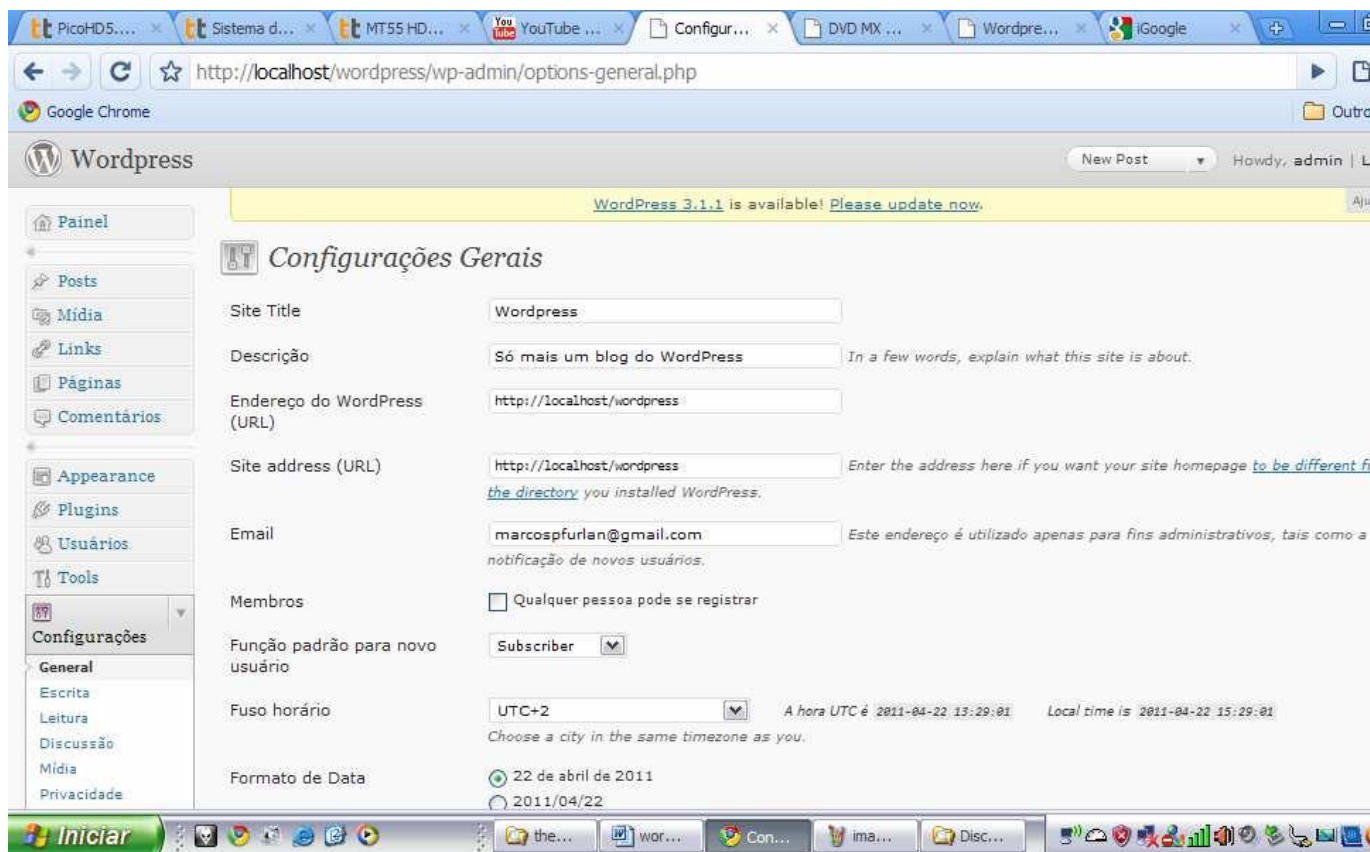 PicoHD5.... Sistema d... MT55 HD... YouTube ... Configur... DVD MX ... Wordpre... iGoogle
http://localhost/wordpress/wp-admin/options-general.php
Google Chrome Outro
Wordpress New Post Howdy, admin | L
WordPress 3.1.1 is available! Please update now. Aju
Painel
Configurações Gerais
Posts
Site Title Wordpress
Mídia
Links
Descrição Só mais um blog do WordPress In a few words, explain what this site is about.
Páginas
Endereço do WordPress (URL) http://localhost/wordpress
Comentários
Site address (URL) http://localhost/wordpress Enter the address here if you want your site homepage to be different f
the directory you installed WordPress.
Appearance
Plugins
Email marcospfurlan@gmail.com Este endereço é utilizado apenas para fins administrativos, tais como a
notificação de novos usuários.
Usuários
Tools
Membros Qualquer pessoa pode se registrar
Configurações
Função padrão para novo usuário Subscriber
General
Escrita
Fuso horário UTC+2 A hora UTC é 2011-04-22 13:29:01 Local time is 2011-04-22 15:29:01
Leitura
Choose a city in the same timezone as you.
Discussão
Mídia
Formato de Data 22 de abril de 2011
Privacidade
2011/04/22
Iniciar the... wor... Con... ima... Disc...